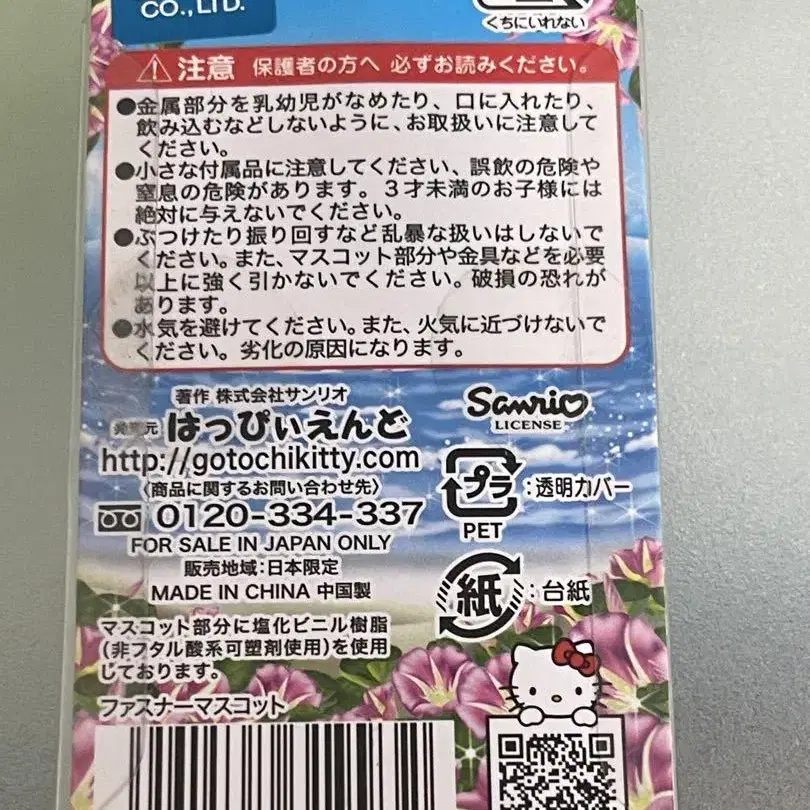 CO.,LTD.
くちにいれない
注意 保護者の方へ 必ずお読みください。
●金属部分を乳幼児がなめたり、口に入れたり、
飲み込むなどしないように、お取扱いに注意して
ください。
●小さな付属品に注意してください、誤飲の危険や
窒息の危険があります。3才未満のお子様には
絶対に与えないでください。
●ぶつけたり振り回すなど乱暴な扱いはしないで
ください。また、マスコット部分や金具などを必要
以上に強く引かないでください。破損の恐れが
あります。
●水気を避けてください。また、火気に近づけないで
ください。劣化の原因になります。
著作 株式会社サンリオ
発売元 はっぴぃえんど
http://gotochikitty.com
〈商品に関するお問い合わせ先〉
0120-334-337
FOR SALE IN JAPAN ONLY
販売地域:日本限定
MADE IN CHINA 中国製
Sanrio
LICENSE
プラ:透明カバー
PET
紙:台紙
マスコット部分に塩化ビニル樹脂
(非フタル酸系可塑剤使用)を使用
しております。
ファスナーマスコット